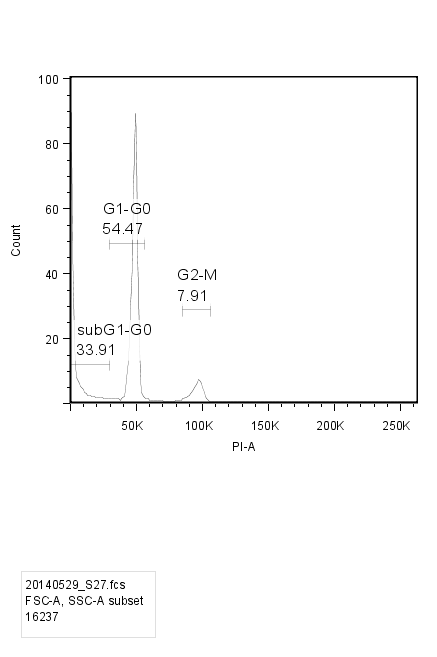 100
80
60
40
20
Count
G1-G0
54.47
G2-M
7.91
subG1-G0
33.91
50K 100K 150K 200K 250K
PI-A
20140529_S27.fcs
FSC-A, SSC-A subset
16237